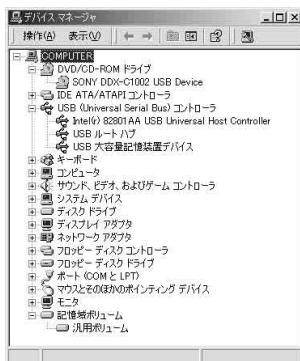 デバイス マネージャ
操作(A) 表示(V)
COMPUTER
DVD/CD-ROM ドライブ
SONY DDX-C1002 USB Device
IDE ATA/ATAPI コントローラ
USB (Universal Serial Bus) コントローラ
Intel(r) 82801AA USB Universal Host Controller
USB ルート ハブ
USB 大容量記憶装置デバイス
キーボード
コンピュータ
サウンド、ビデオ、およびゲーム コントローラ
システム デバイス
ディスク ドライブ
ディスプレイ アダプタ
ネットワーク アダプタ
フロッピー ディスク コントローラ
フロッピー ディスク ドライブ
ポート (COM と LPT)
マウスとそのほかのポインティング デバイス
モニタ
記憶域ボリューム
汎用ボリューム